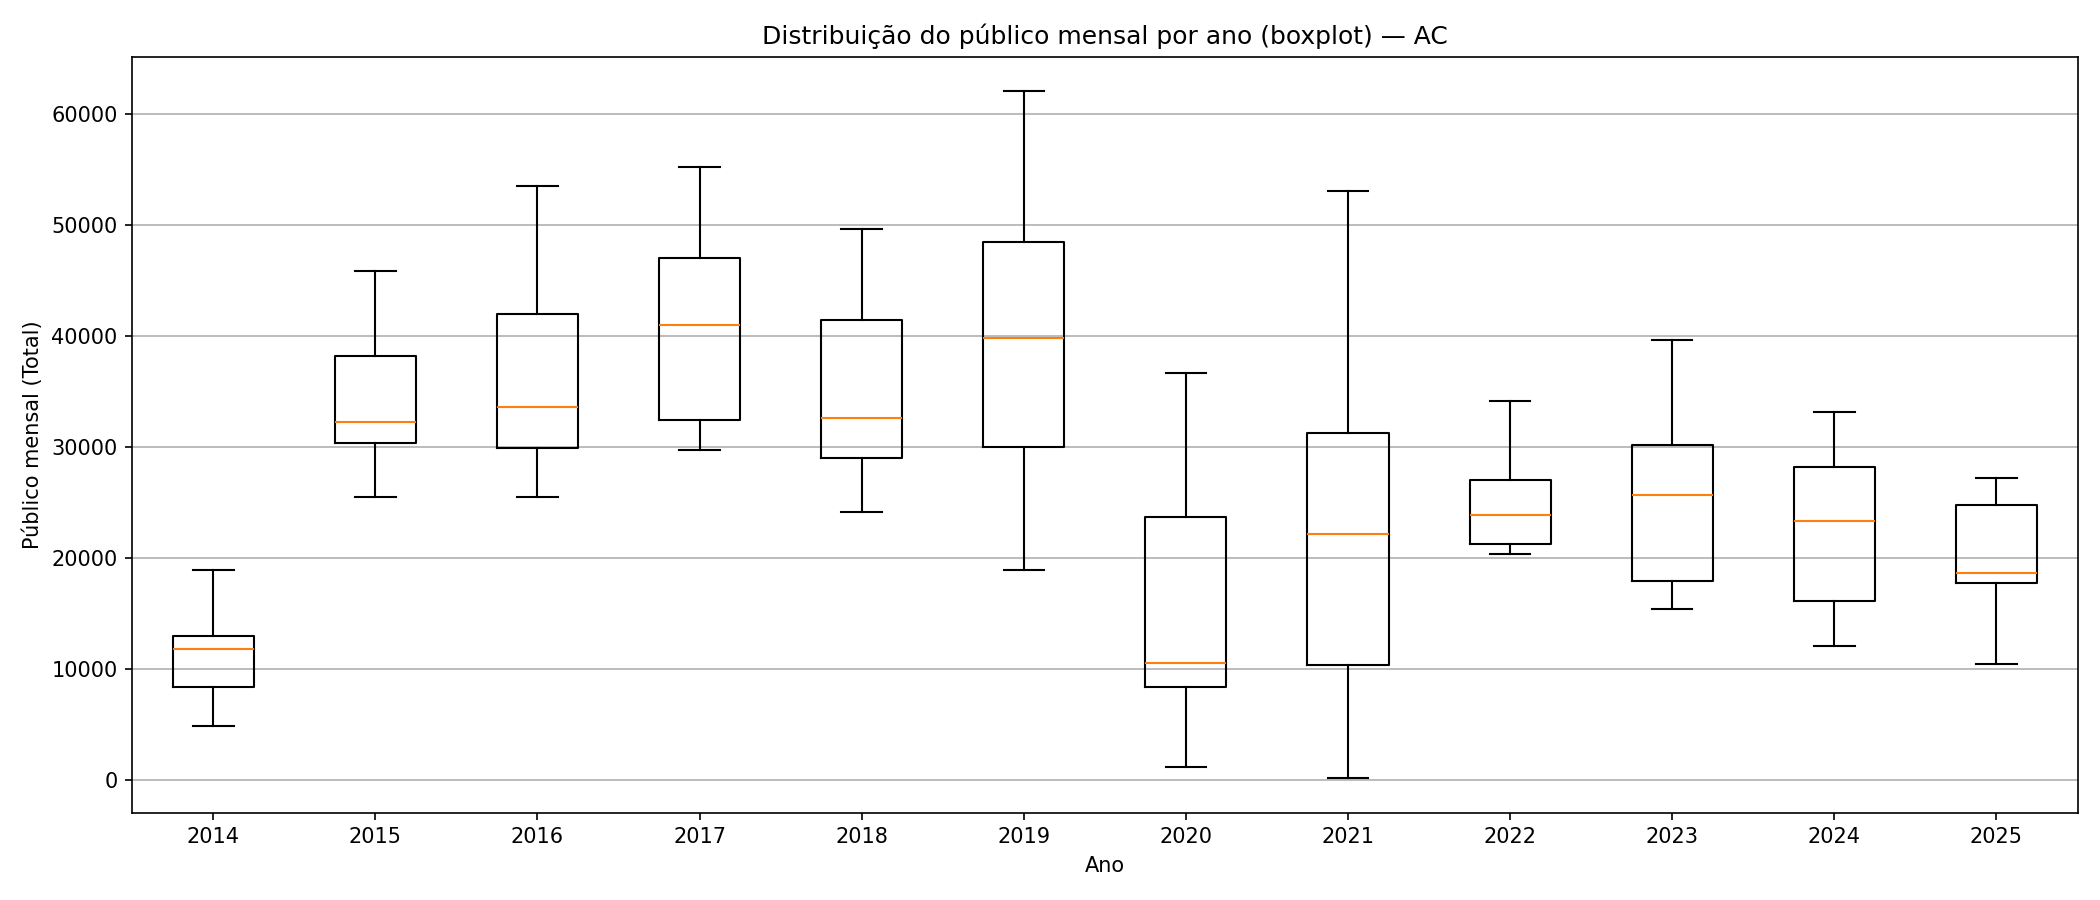 Distribuição do público mensal por ano (boxplot) — AC
Público mensal (Total)
60000
50000
40000
30000
20000
10000
0
2014 2015 2016 2017 2018 2019 2020 2021 2022 2023 2024 2025
Ano